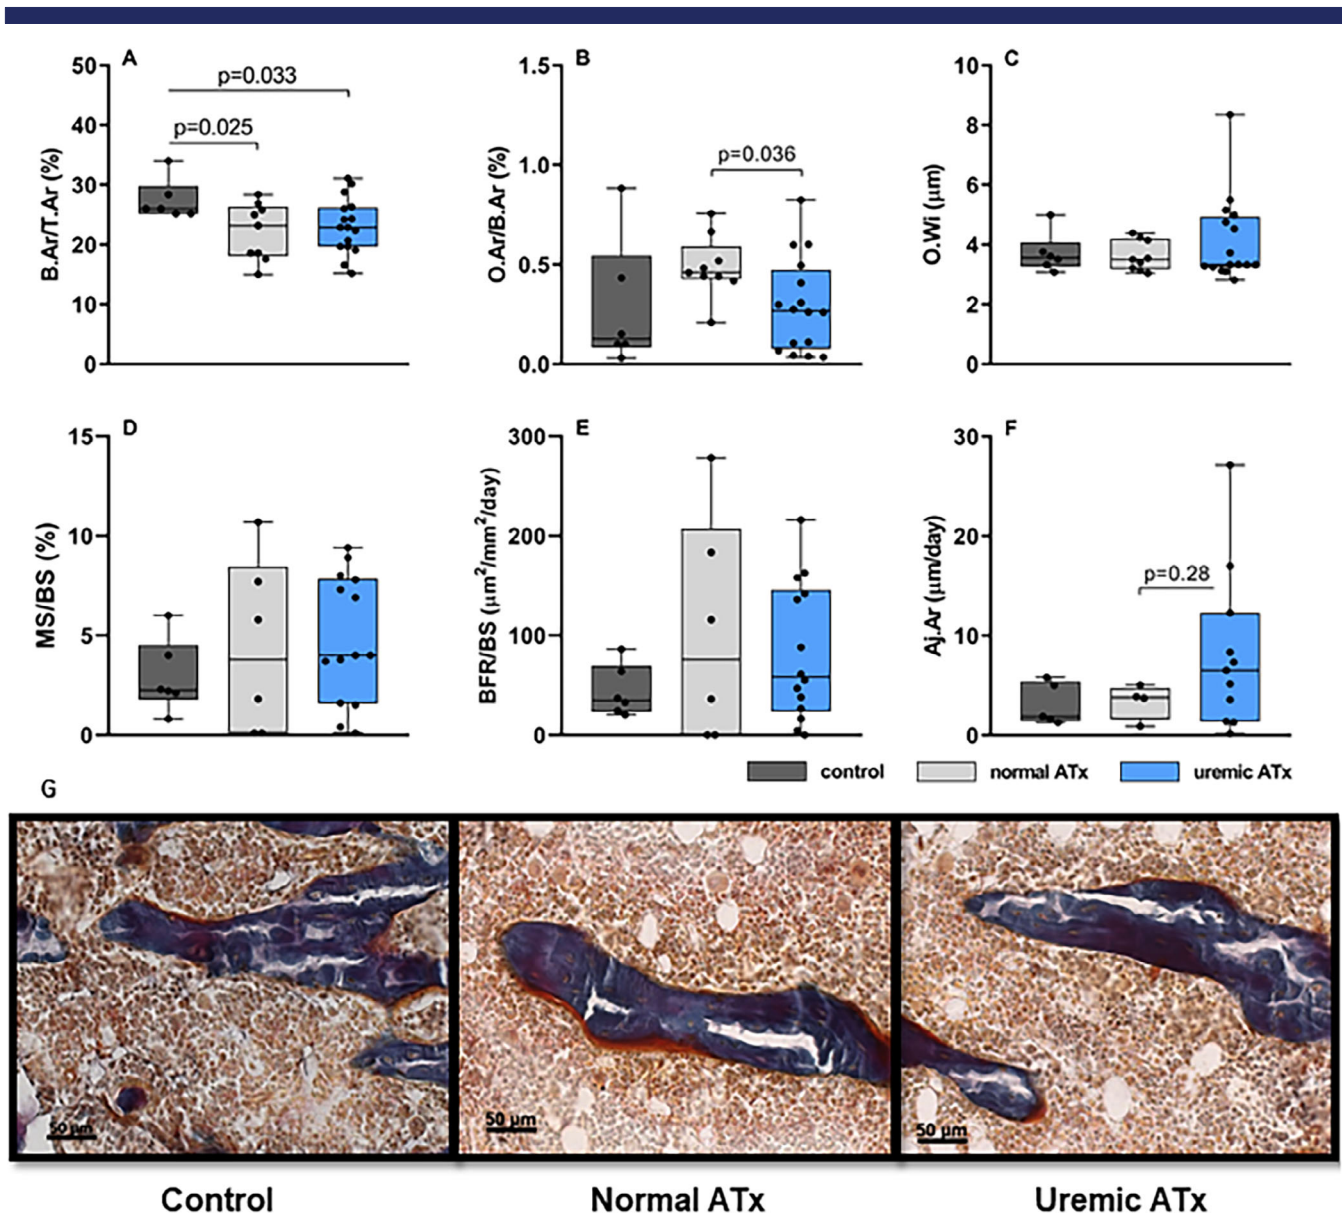 A
B.Ar/T.Ar (%)
50
40
30
20
10
0
p=0.033
p=0.025
B
O.Ar/B.Ar (%)
1.5
1.0
0.5
0.0
p=0.036
C
O.Wi (μm)
10
8
6
4
2
0
D
MS/BS (%)
15
10
5
0
E
BFR/BS (μm²/mm²/day)
300
200
100
0
F
Aj.Ar (μm/day)
30
20
10
0
p=0.28
control normal ATx uremic ATx
G
50 μm
50 μm
50 μm
Control Normal ATx Uremic ATx